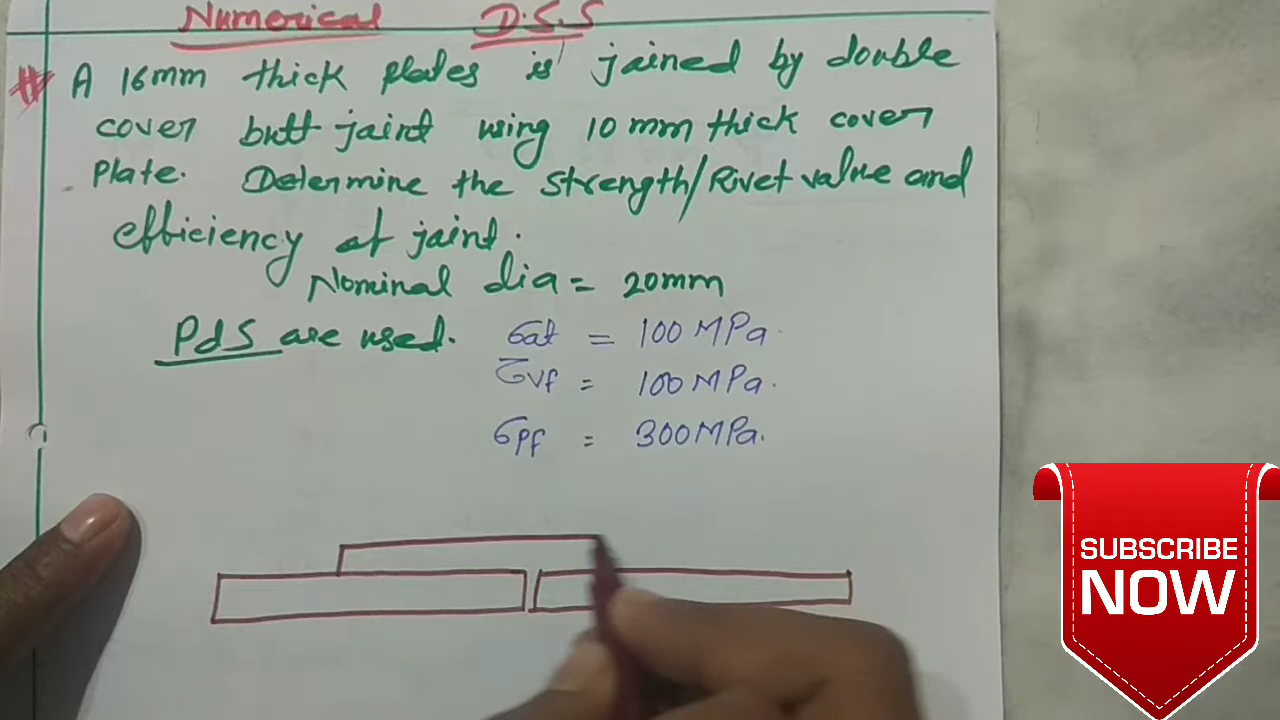 Numerical D.S.S
# A 16mm thick plates is jained by double
cover butt jaint using 10mm thick cover
Plate. Determine the Strength/Rivet value and
efficiency of jaint.
Nominal dia = 20mm
PdS are used. σat = 100 MPa.
τvf = 100 MPa.
σpf = 300 MPa.
SUBSCRIBE
NOW